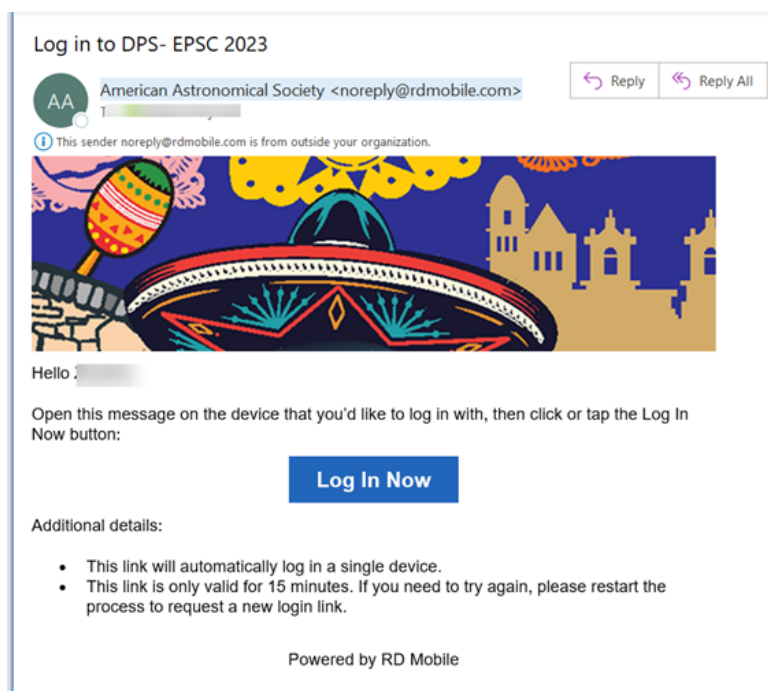 Log in to DPS- EPSC 2023
AA
American Astronomical Society <noreply@rdmobile.com>
Reply
Reply All
This sender noreply@rdmobile.com is from outside your organization.
Hello
Open this message on the device that you'd like to log in with, then click or tap the Log In
Now button:
Log In Now
Additional details:
• This link will automatically log in a single device.
• This link is only valid for 15 minutes. If you need to try again, please restart the
process to request a new login link.
Powered by RD Mobile